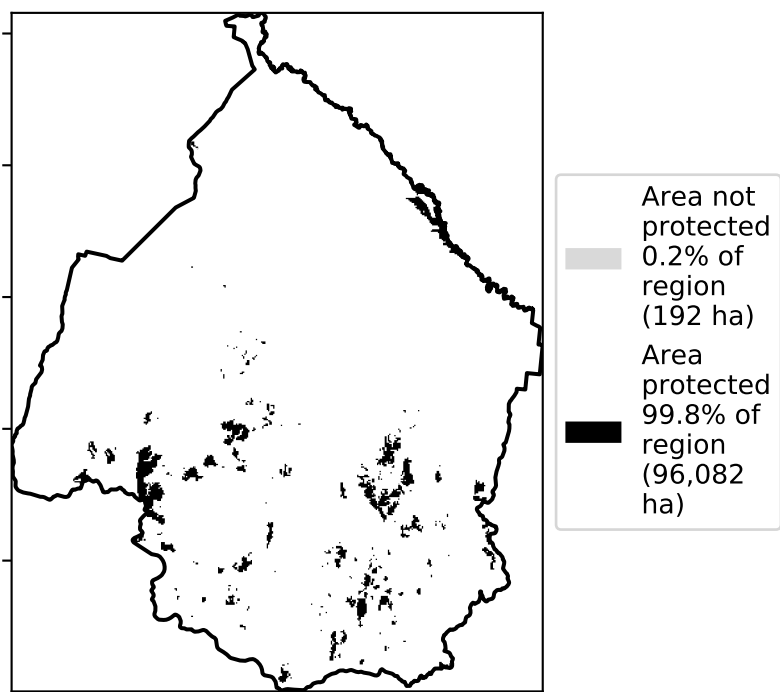 Area not
protected
0.2% of
region
(192 ha)
Area
protected
99.8% of
region
(96,082
ha)